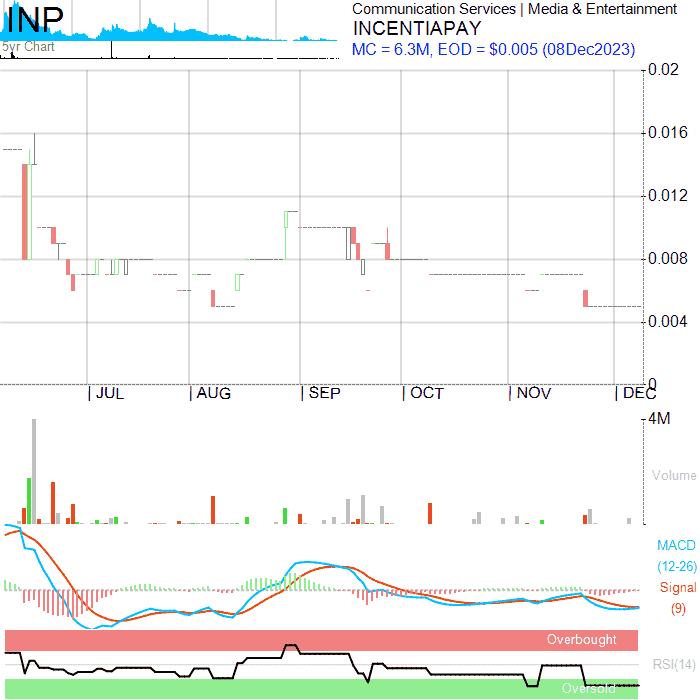 INP
5yr Chart
Communication Services | Media & Entertainment
INCENTIAPAY
MC = 6.3M, EOD = $0.005 (08Dec2023)
0.02
0.016
0.012
0.008
0.004
0
JUL AUG SEP OCT NOV DEC
4M
Volume
MACD
(12-26)
Signal
(9)
Overbought
RSI(14)
Oversold